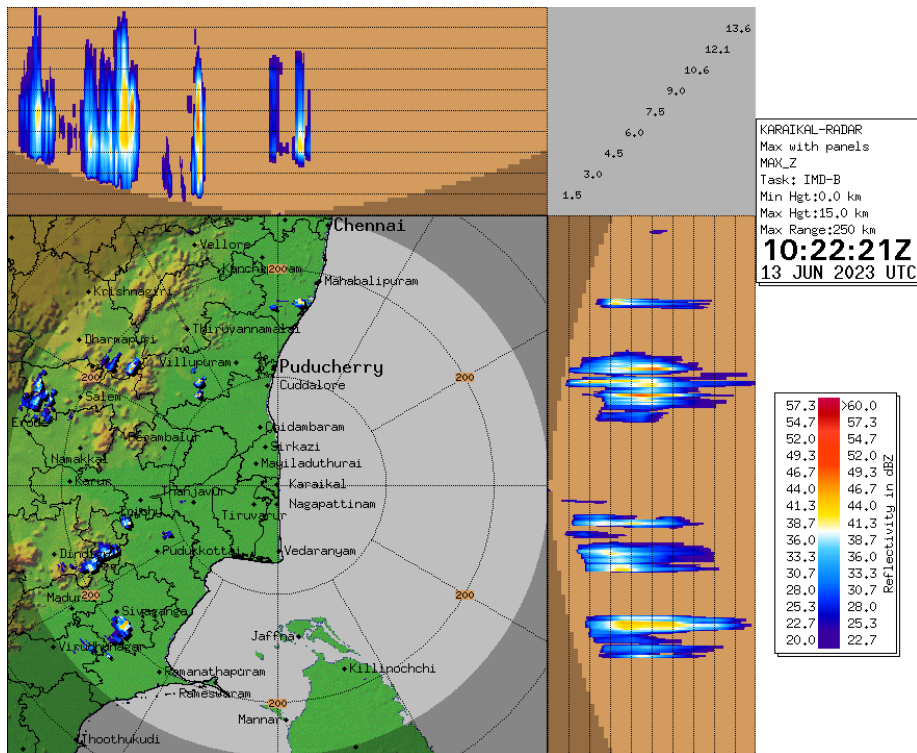 13.6
12.1
10.6
9.0
7.5
6.0
4.5
3.0
1.5
KARAIKAL-RADAR
Max with panels
MAX_Z
Task: IMD-B
Min Hgt:0.0 km
Max Hgt:15.0 km
Max Range:250 km
10:22:21Z
13 JUN 2023 UTC
Chennai
Vellore
200
Mahabalipuram
Krishnagiri
Thiruvannamalai
Dharmapuri
Villupuram
Puducherry
200
200
Cuddalore
Salem
Erode
Chidambaram
Perambalur
Sirkazi
Namakkal
Mayiladuthurai
Karur
Karaikal
Thanjavur
Nagapattinam
Tiruvarur
Pudukkottai
Vedaranyam
200
200
Sivaganga
Jaffna
Virudhanagar
Ramanathapuram
Killinochchi
Rameswaram
200
Mannar
Thoothukudi
57.3 >60.0
54.7 57.3
52.0 54.7
49.3 52.0
46.7 49.3
44.0 46.7
41.3 44.0
38.7 41.3
36.0 38.7
33.3 36.0
30.7 33.3
28.0 30.7
25.3 28.0
22.7 25.3
20.0 22.7
Reflectivity in dBZ